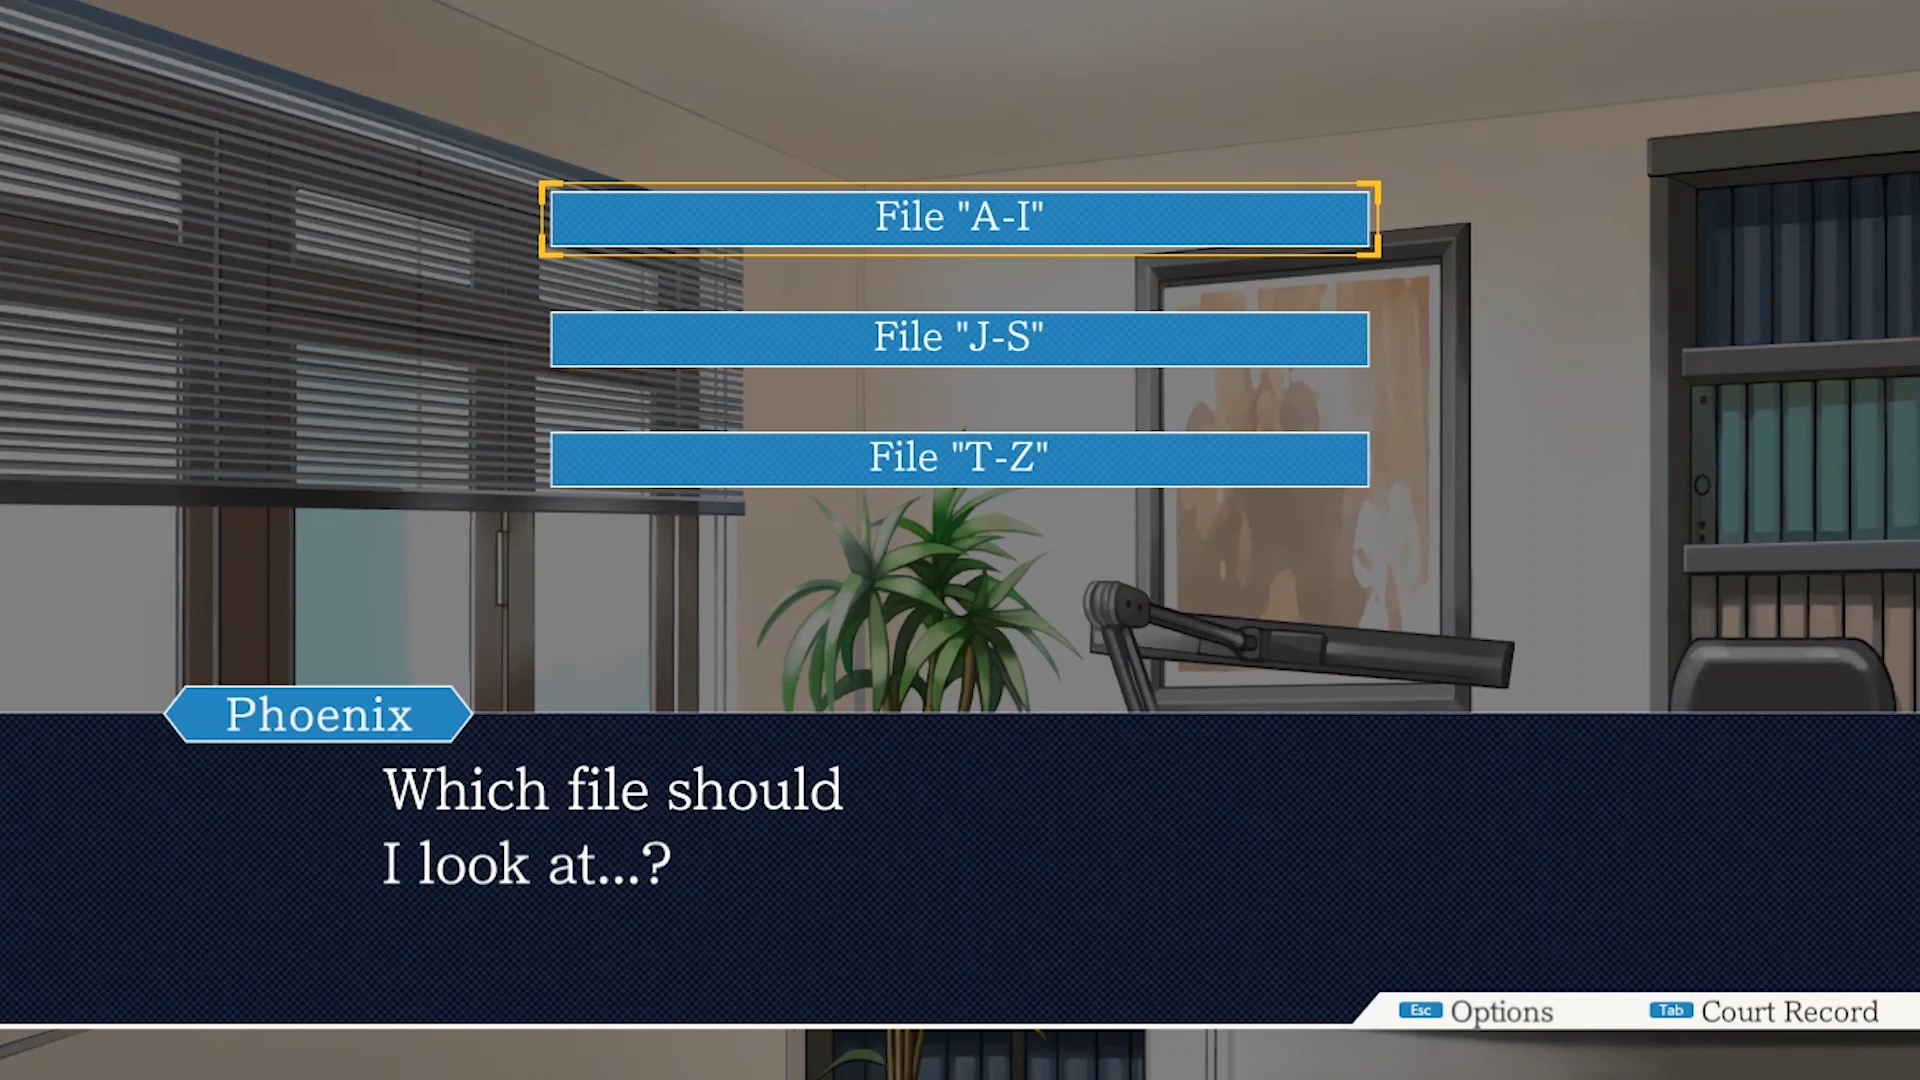 File "A-I"
File "J-S"
File "T-Z"
Phoenix
Which file should
I look at...?
Esc Options
Tab Court Record